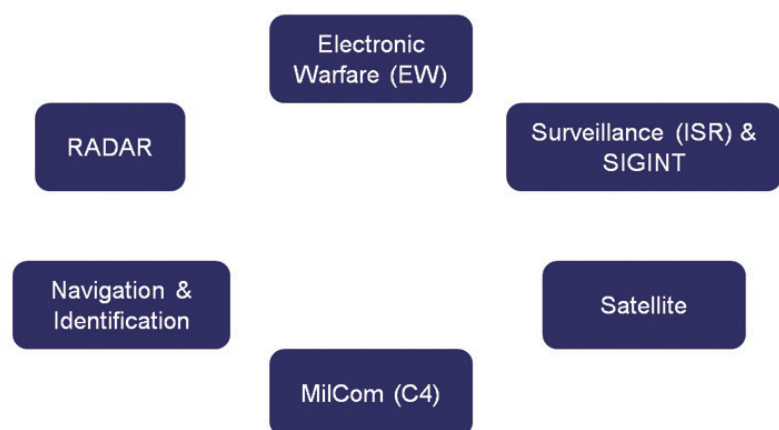 Electronic
Warfare (EW)
RADAR
Surveillance (ISR) &
SIGINT
Navigation &
Identification
Satellite
MilCom (C4)